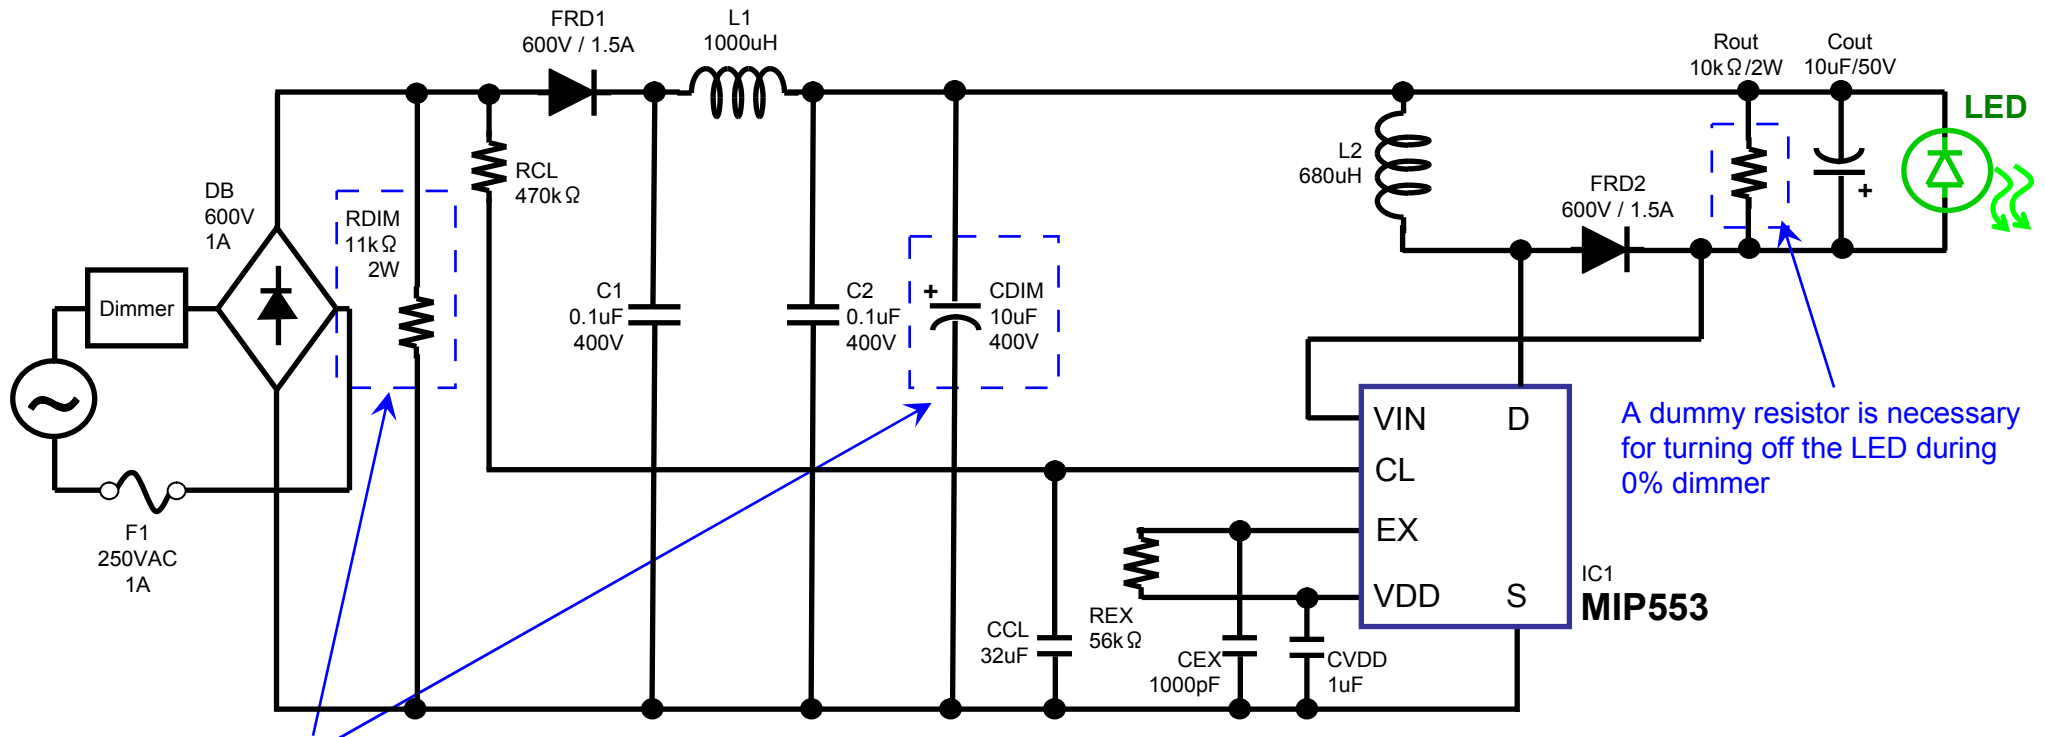 FRD1
600V / 1.5A
L1
1000uH
Rout
10kΩ/2W
Cout
10uF/50V
LED
DB
600V
1A
RDIM
11kΩ
2W
RCL
470kΩ
L2
680uH
FRD2
600V / 1.5A
+
Dimmer
C1
0.1uF
400V
C2
0.1uF
400V
+
CDIM
10uF
400V
F1
250VAC
1A
VIN
D
CL
EX
VDD
S
A dummy resistor is necessary
for turning off the LED during
0% dimmer
IC1
MIP553
CCL
32uF
REX
56kΩ
CEX
1000pF
CVDD
1uF